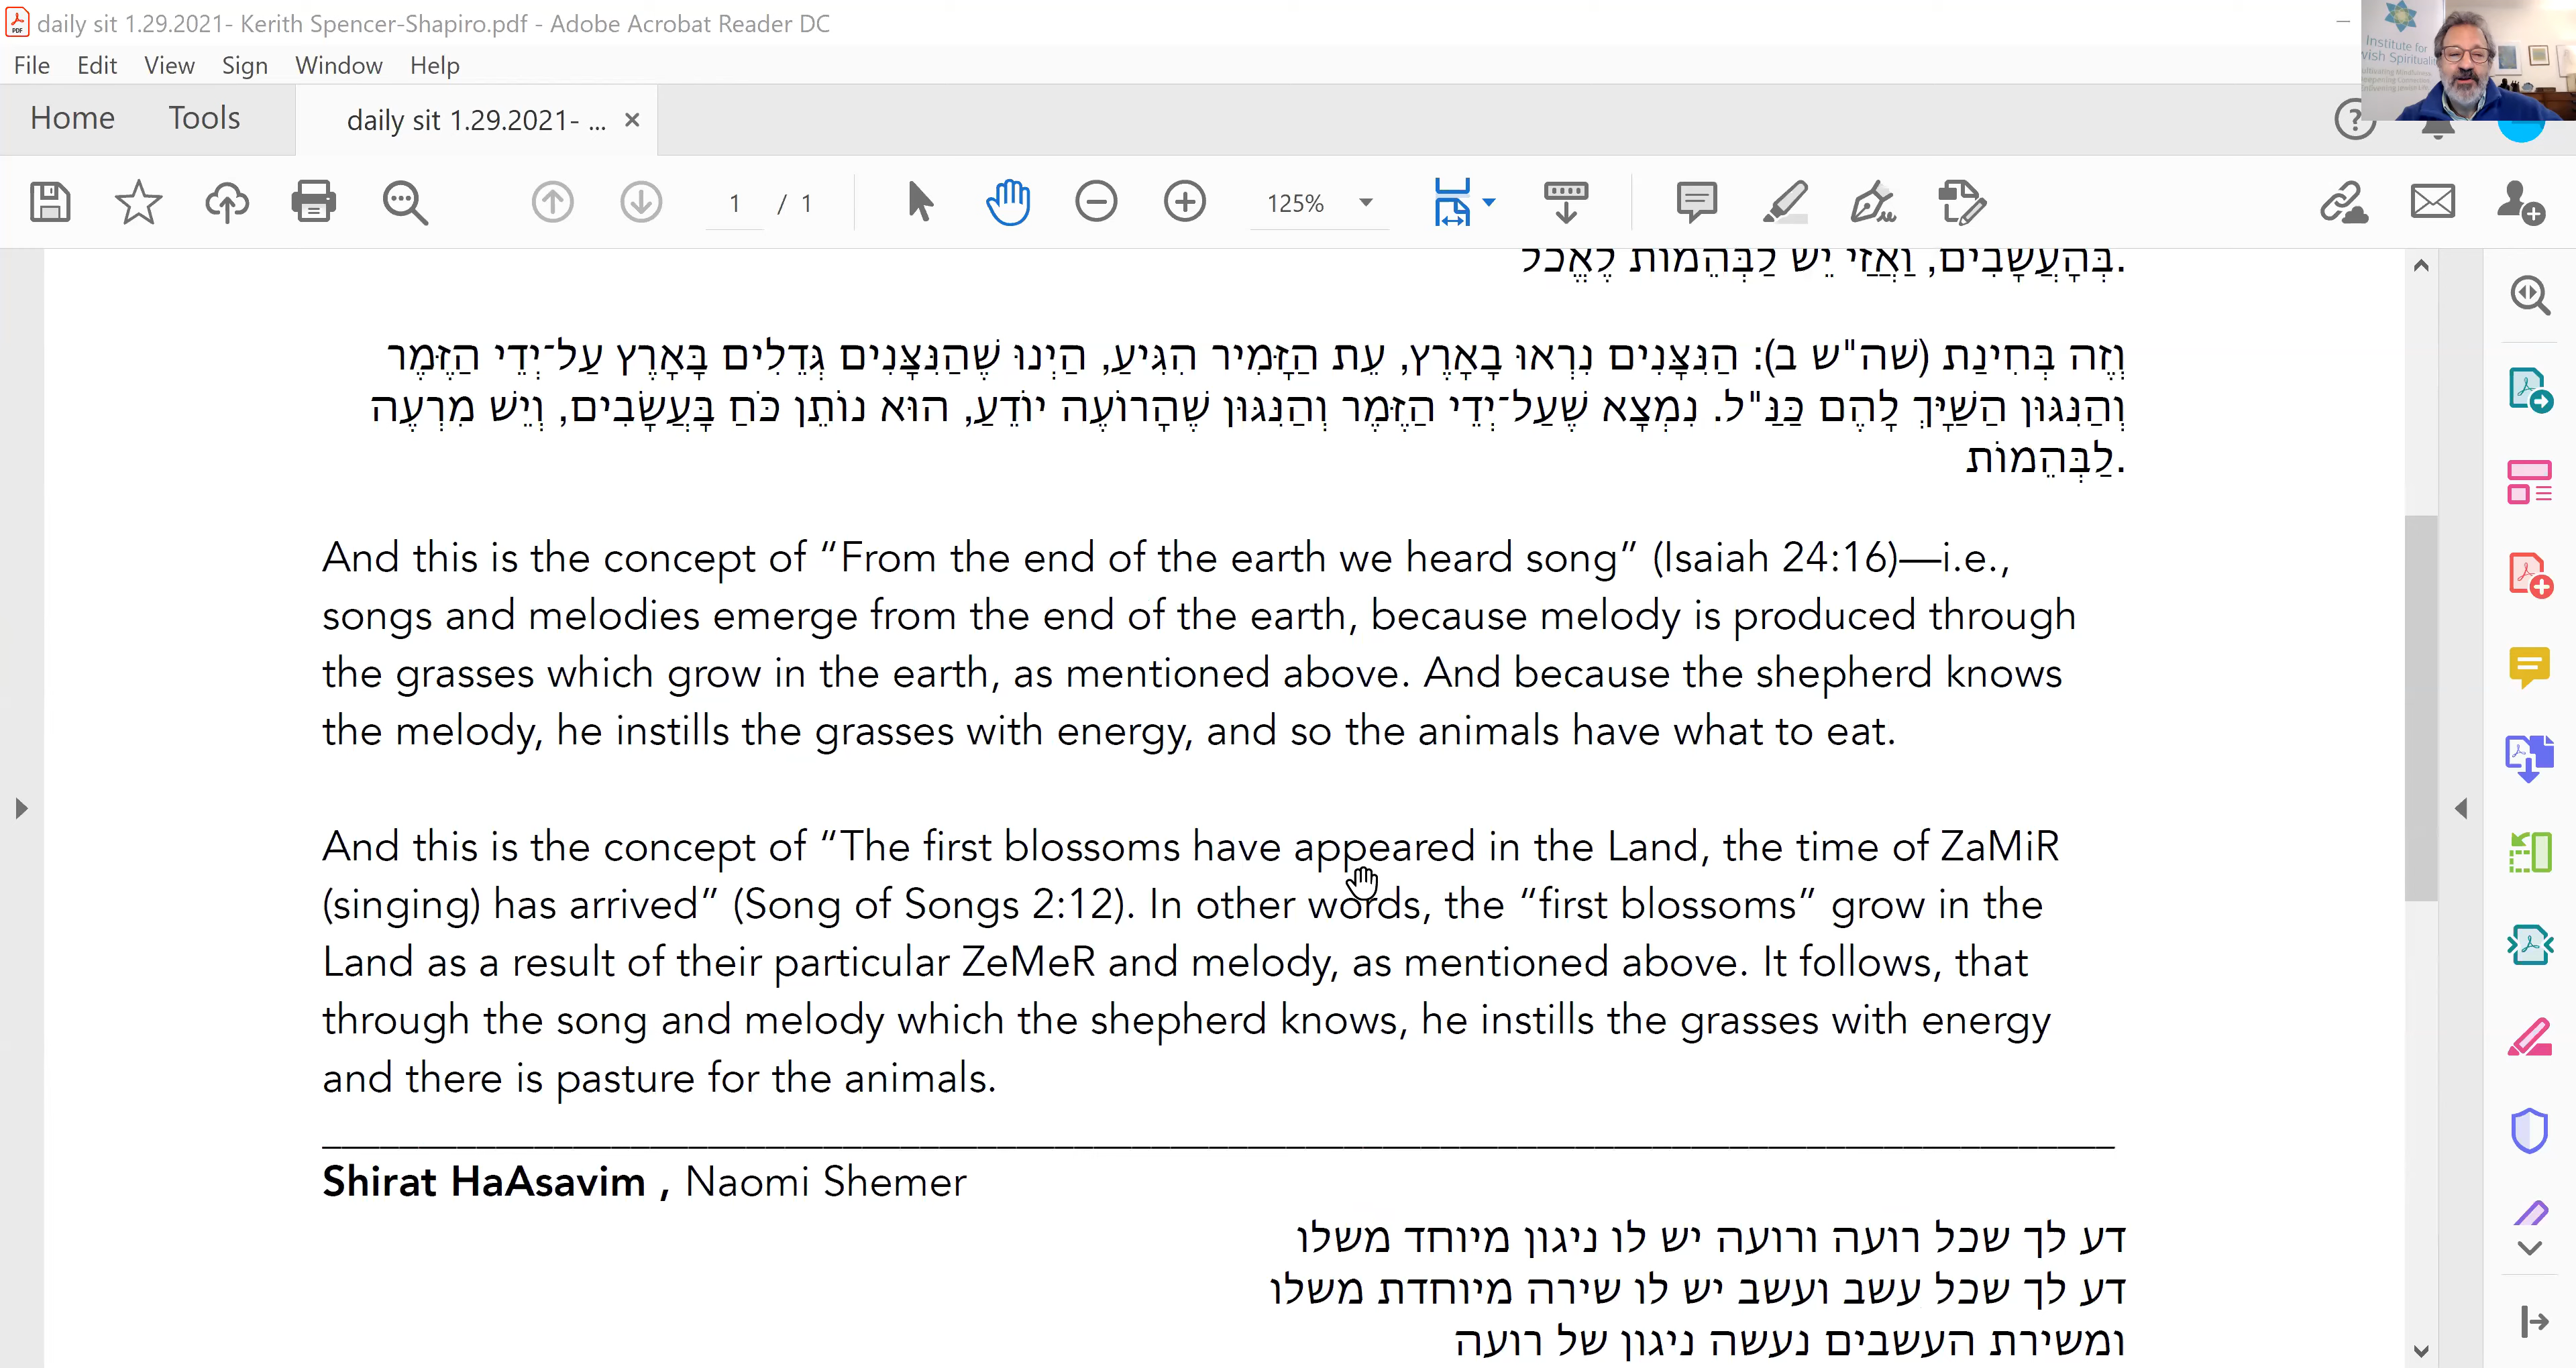 daily sit 1.29.2021- Kerith Spencer-Shapiro.pdf - Adobe Acrobat Reader DC
File Edit View Sign Window Help
Home Tools daily sit 1.29.2021- ... ×
Institute for
vish Spirituali
1 / 1 125%
בְּהָעֲשָׂבִים, וַאֲזַי יֵשׁ לַבְּהֵמוֹת לֶאֱכֹל.
וְזֶה בְּחִינַת (שה"ש ב): הַנִּצָּנִים נִרְאוּ בָאָרֶץ, עֵת הַזָּמִיר הִגִּיעַ, הַיְנוּ שֶׁהַנִּצָּנִים גְּדֵלִים בָּאָרֶץ עַל־יְדֵי הַזֶּמֶר
וְהַנִּגּוּן הַשַּׁיָּךְ לָהֶם כַּנַּ"ל. נִמְצָא שֶׁעַל־יְדֵי הַזֶּמֶר וְהַנִּגּוּן שֶׁהָרוֹעֶה יוֹדֵעַ, הוּא נוֹתֵן כֹּחַ בָּעֲשָׂבִים, וְיֵשׁ מִרְעֶה
לַבְּהֵמוֹת.
And this is the concept of “From the end of the earth we heard song” (Isaiah 24:16)—i.e.,
songs and melodies emerge from the end of the earth, because melody is produced through
the grasses which grow in the earth, as mentioned above. And because the shepherd knows
the melody, he instills the grasses with energy, and so the animals have what to eat.
And this is the concept of “The first blossoms have appeared in the Land, the time of ZaMiR
(singing) has arrived” (Song of Songs 2:12). In other words, the “first blossoms” grow in the
Land as a result of their particular ZeMeR and melody, as mentioned above. It follows, that
through the song and melody which the shepherd knows, he instills the grasses with energy
and there is pasture for the animals.
Shirat HaAsavim , Naomi Shemer
דע לך שכל רועה ורועה יש לו ניגון מיוחד משלו
דע לך שכל עשב ועשב יש לו שירה מיוחדת משלו
ומשירת העשבים נעשה ניגון של רועה